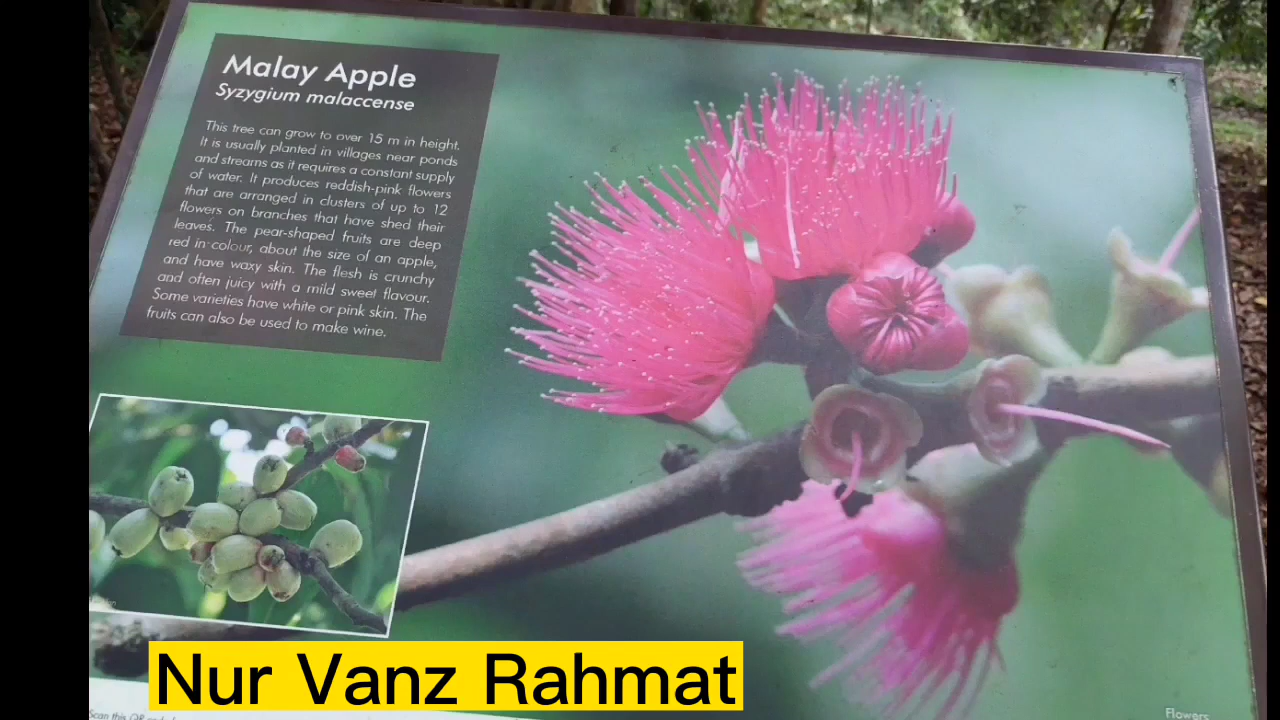 Malay Apple
Syzygium malaccense
This tree can grow to over 15 m in height.
It is usually planted in villages near ponds
and streams as it requires a constant supply
of water. It produces reddish-pink flowers
that are arranged in clusters of up to 12
flowers on branches that have shed their
leaves. The pear-shaped fruits are deep
red in colour, about the size of an apple,
and have waxy skin. The flesh is crunchy
and often juicy with a mild sweet flavour.
Some varieties have white or pink skin. The
fruits can also be used to make wine.
Nur Vanz Rahmat
Scan this QR
Flowers